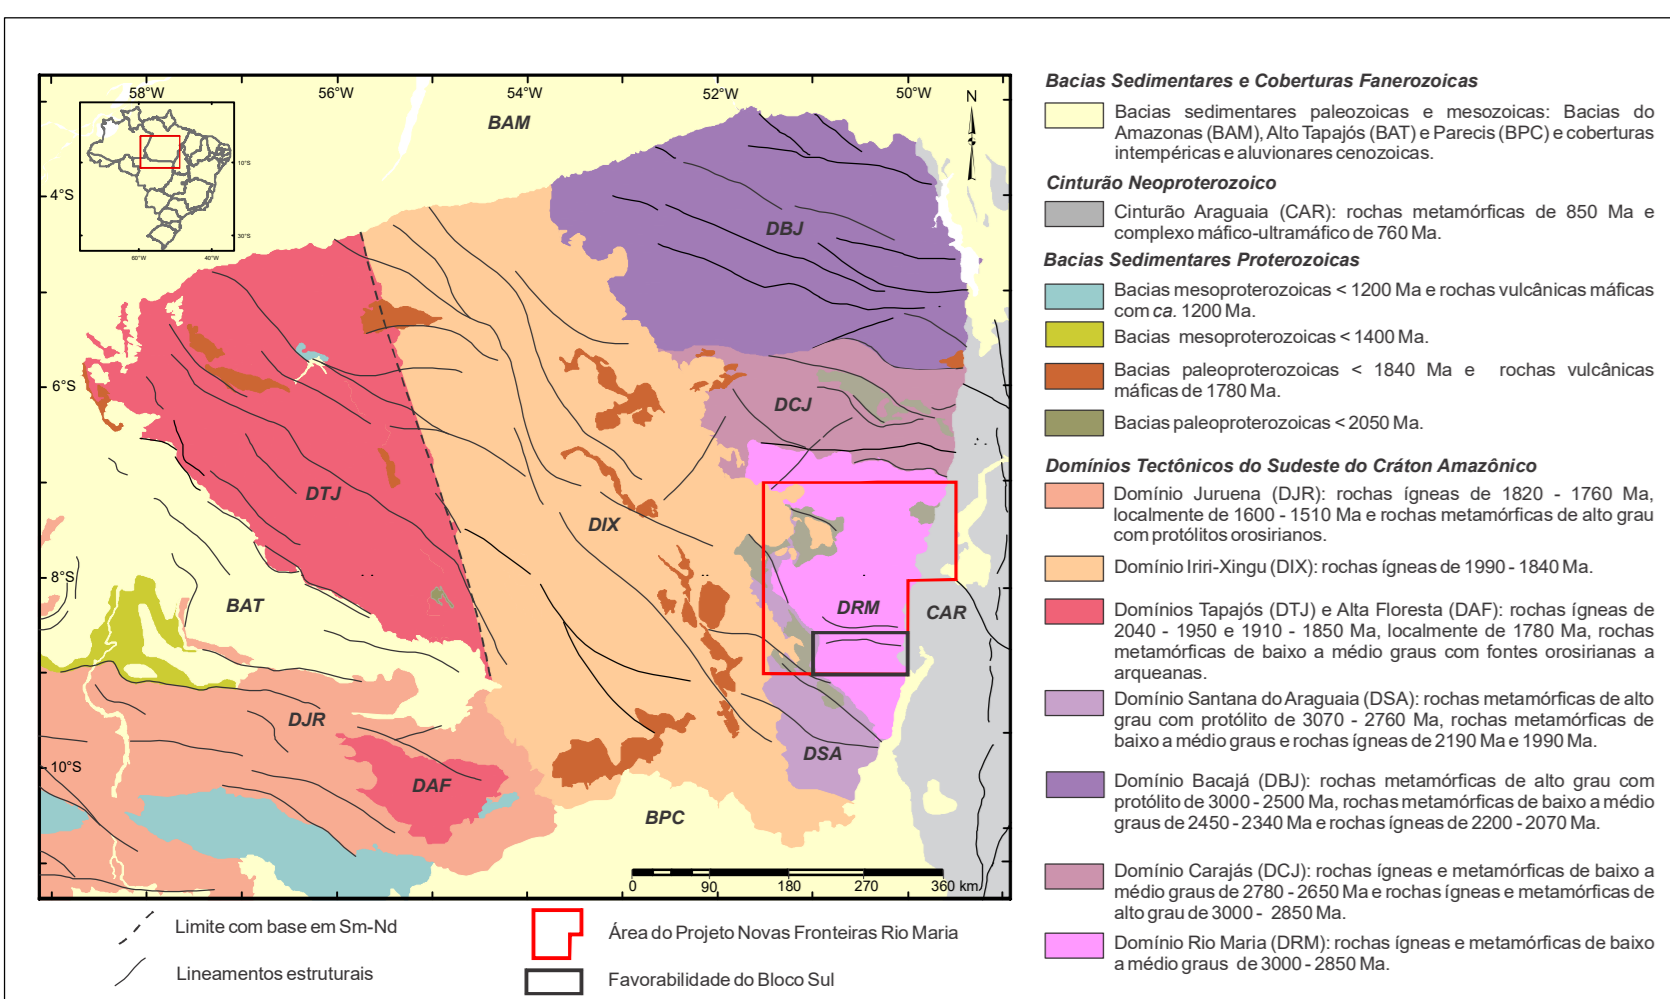 58°W
56°W
54°W
52°W
50°W
N
10°S
30°S
60°W
40°W
4°S
6°S
8°S
10°S
BAM
DBJ
DCJ
DTJ
DIX
DRM
CAR
BAT
DJR
DSA
DAF
BPC
0
90
180
270
360 km
Limite com base em Sm-Nd
Lineamentos estruturais
Área do Projeto Novas Fronteiras Rio Maria
Favorabilidade do Bloco Sul
Bacias Sedimentares e Coberturas Fanerozoicas
Bacias sedimentares paleozoicas e mesozoicas: Bacias do
Amazonas (BAM), Alto Tapajós (BAT) e Parecis (BPC) e coberturas
intempéricas e aluvionares cenozoicas.
Cinturão Neoproterozoico
Cinturão Araguaia (CAR): rochas metamórficas de 850 Ma e
complexo máfico-ultramáfico de 760 Ma.
Bacias Sedimentares Proterozoicas
Bacias mesoproterozoicas < 1200 Ma e rochas vulcânicas máficas
com ca. 1200 Ma.
Bacias mesoproterozoicas < 1400 Ma.
Bacias paleoproterozoicas < 1840 Ma e rochas vulcânicas
máficas de 1780 Ma.
Bacias paleoproterozoicas < 2050 Ma.
Domínios Tectônicos do Sudeste do Cráton Amazônico
Domínio Juruena (DJR): rochas ígneas de 1820 - 1760 Ma,
localmente de 1600 - 1510 Ma e rochas metamórficas de alto grau
com protólitos orosirianos.
Domínio Iriri-Xingu (DIX): rochas ígneas de 1990 - 1840 Ma.
Domínios Tapajós (DTJ) e Alta Floresta (DAF): rochas ígneas de
2040 - 1950 e 1910 - 1850 Ma, localmente de 1780 Ma, rochas
metamórficas de baixo a médio graus com fontes orosirianas a
arqueanas.
Domínio Santana do Araguaia (DSA): rochas metamórficas de alto
grau com protólito de 3070 - 2760 Ma, rochas metamórficas de
baixo a médio graus e rochas ígneas de 2190 Ma e 1990 Ma.
Domínio Bacajá (DBJ): rochas metamórficas de alto grau com
protólito de 3000 - 2500 Ma, rochas metamórficas de baixo a médio
graus de 2450 - 2340 Ma e rochas ígneas de 2200 - 2070 Ma.
Domínio Carajás (DCJ): rochas ígneas e metamórficas de baixo a
médio graus de 2780 - 2650 Ma e rochas ígneas e metamórficas de
alto grau de 3000 - 2850 Ma.
Domínio Rio Maria (DRM): rochas ígneas e metamórficas de baixo
a médio graus de 3000 - 2850 Ma.